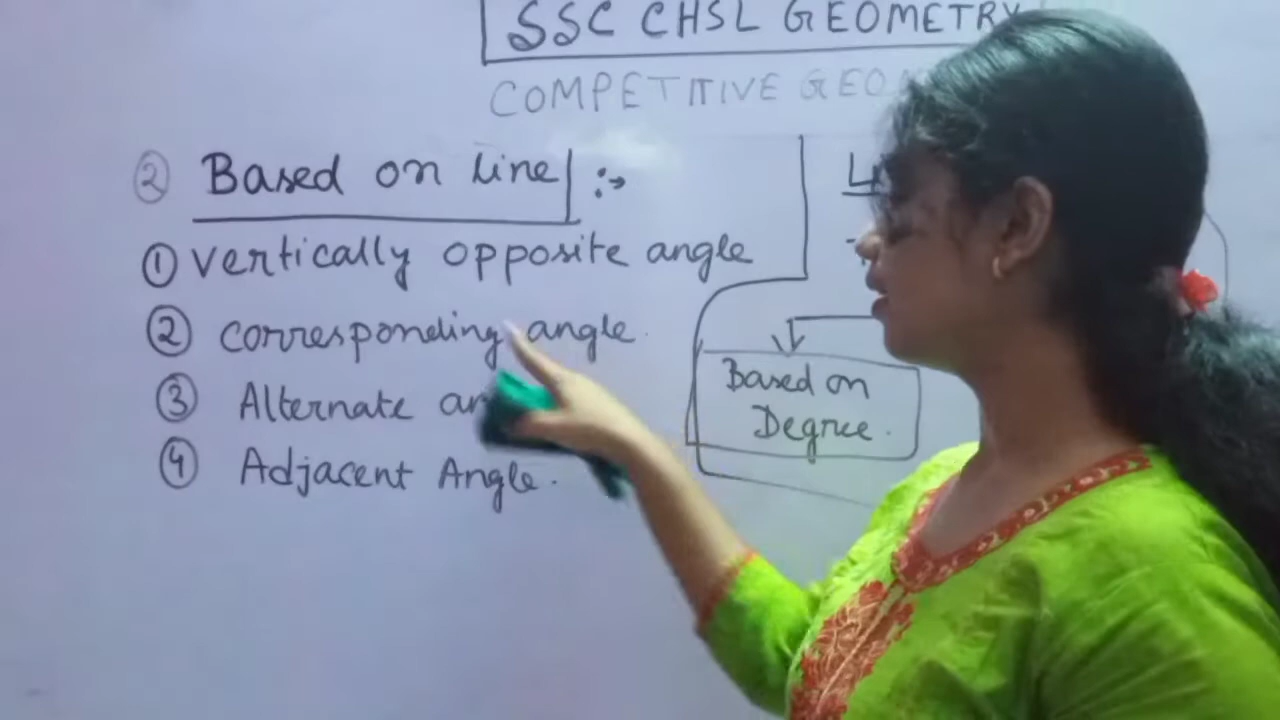 SSC CHSL GEOMETRY
COMPETITIVE GEO
② Based on Line :→
① vertically opposite angle
② corresponding angle.
③ Alternate an
④ Adjacent Angle.
Based on
Degree.